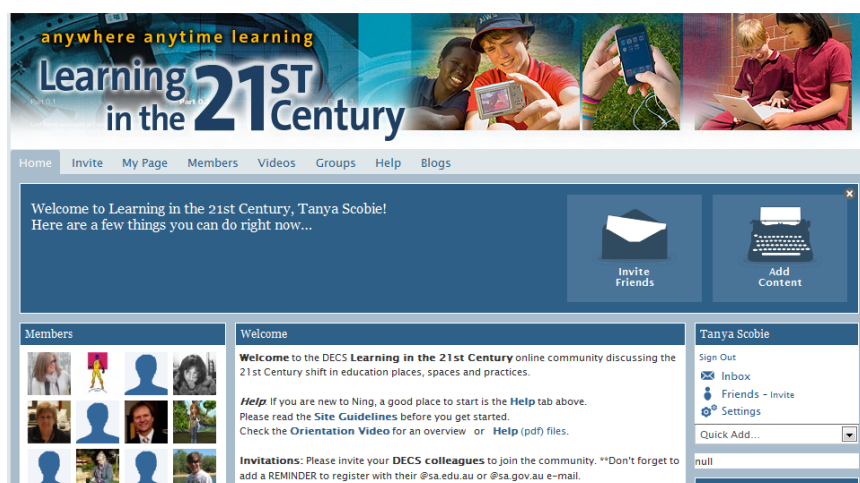 anywhere anytime learning
Learning
in the 21ST
Century
Part 0.1
Home Invite My Page Members Videos Groups Help Blogs
Welcome to Learning in the 21st Century, Tanya Scobie!
Here are a few things you can do right now...
Invite
Friends
Add
Content
Members
Welcome
Welcome to the DECS Learning in the 21st Century online community discussing the
21st Century shift in education places, spaces and practices.
Help: If you are new to Ning, a good place to start is the Help tab above.
Please read the Site Guidelines before you get started.
Check the Orientation Video for an overview or Help (pdf) files.
Invitations: Please invite your DECS colleagues to join the community. **Don't forget to
add a REMINDER to register with their @sa.edu.au or @sa.gov.au e-mail.
Tanya Scobie
Sign Out
Inbox
Friends - Invite
Settings
Quick Add...
null